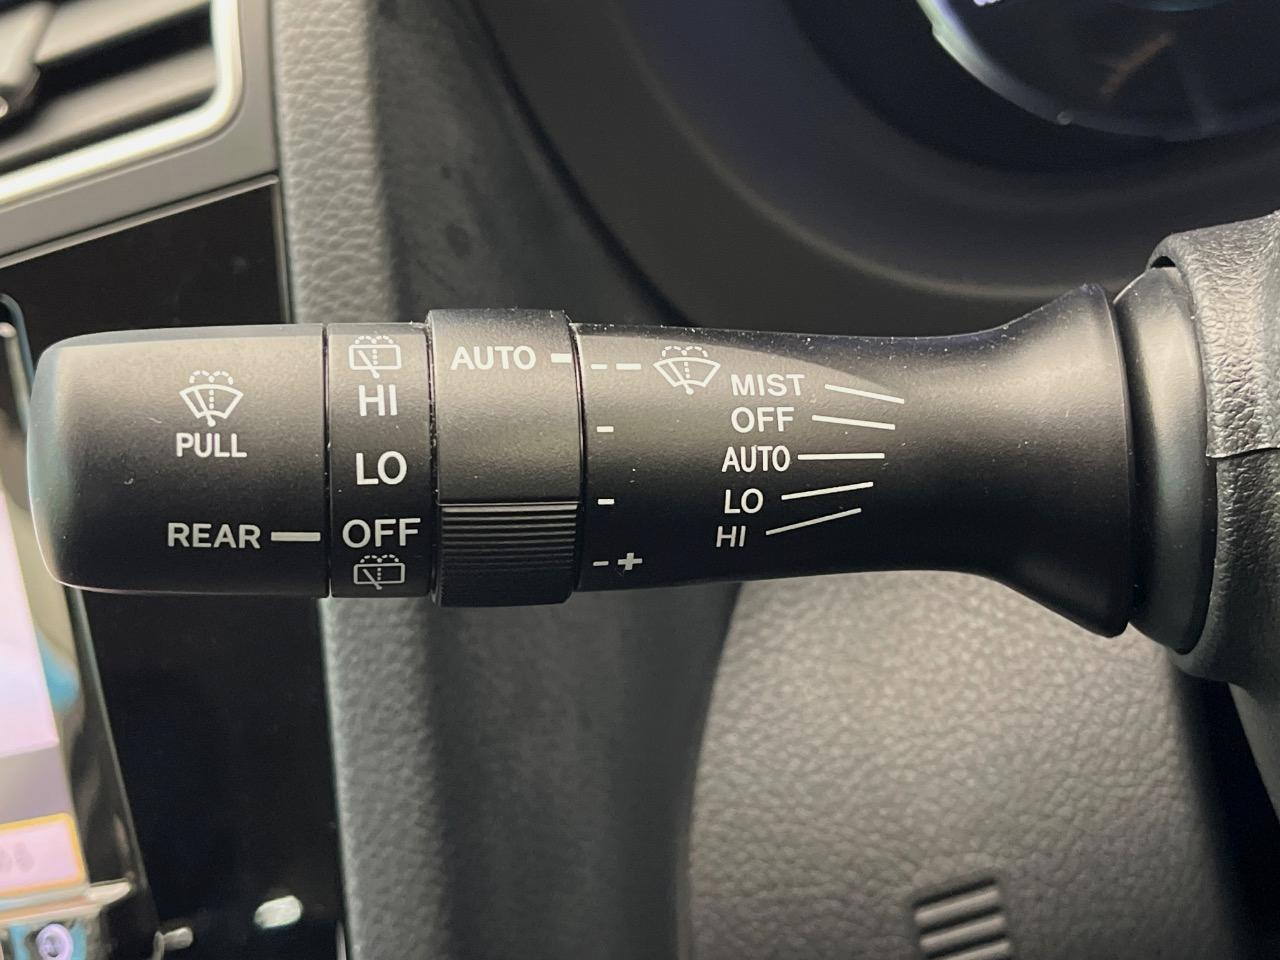 PULL
REAR
HI
LO
OFF
AUTO
- -
-
-
- +
MIST
OFF
AUTO
LO
HI